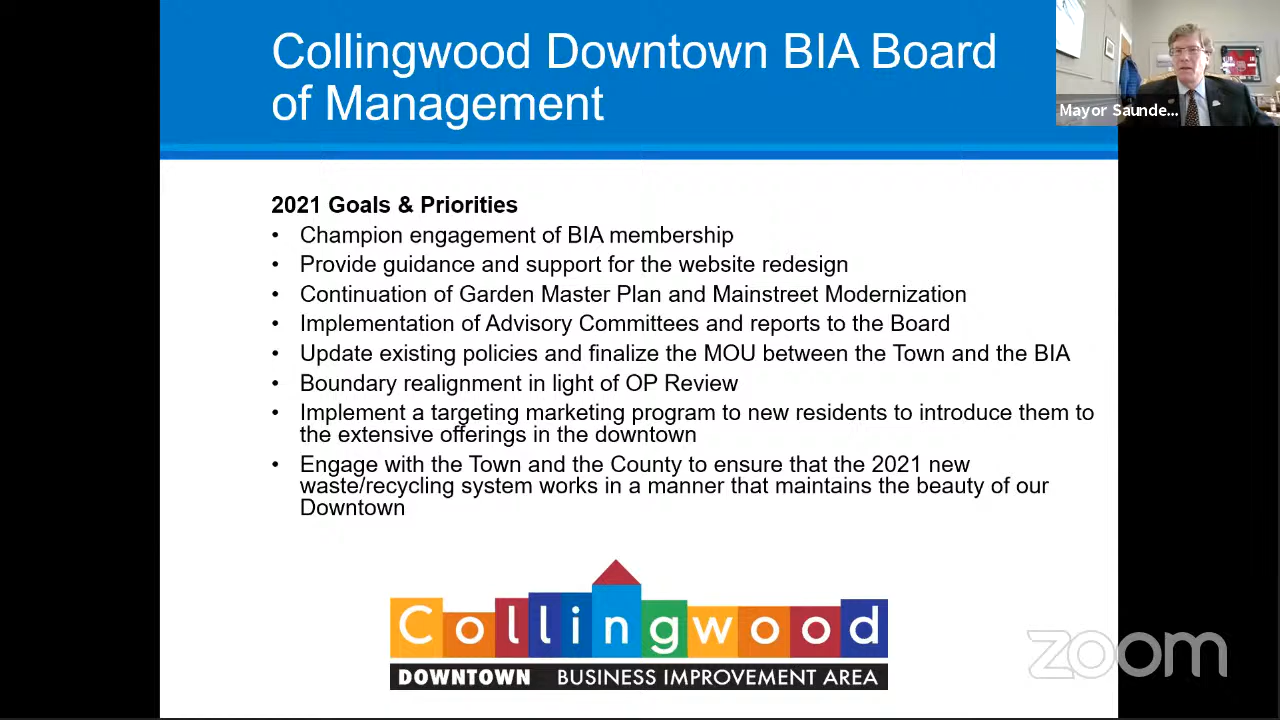 Collingwood Downtown BIA Board
of Management
Mayor Saunde...
2021 Goals & Priorities
• Champion engagement of BIA membership
• Provide guidance and support for the website redesign
• Continuation of Garden Master Plan and Mainstreet Modernization
• Implementation of Advisory Committees and reports to the Board
• Update existing policies and finalize the MOU between the Town and the BIA
• Boundary realignment in light of OP Review
• Implement a targeting marketing program to new residents to introduce them to
the extensive offerings in the downtown
• Engage with the Town and the County to ensure that the 2021 new
waste/recycling system works in a manner that maintains the beauty of our
Downtown
Collingwood
DOWNTOWN BUSINESS IMPROVEMENT AREA
zoom